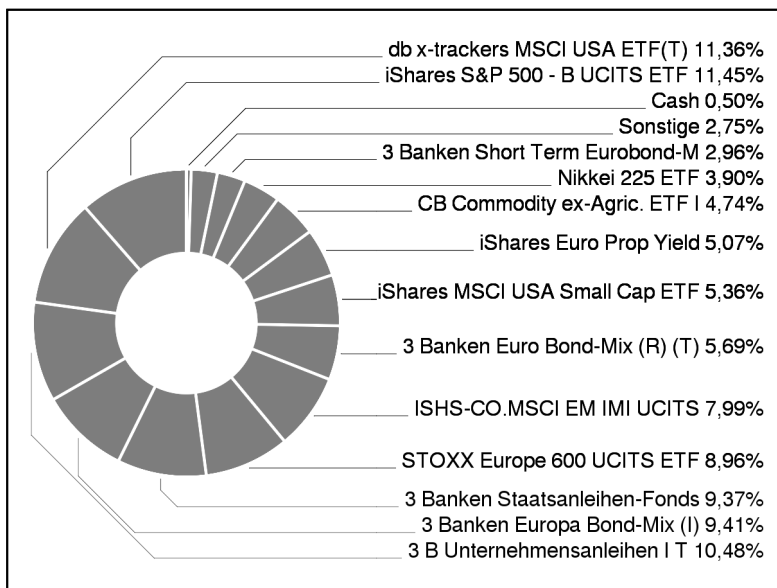 db x-trackers MSCI USA ETF(T) 11,36%
iShares S&P 500 - B UCITS ETF 11,45%
Cash 0,50%
Sonstige 2,75%
3 Banken Short Term Eurobond-M 2,96%
Nikkei 225 ETF 3,90%
CB Commodity ex-Agric. ETF I 4,74%
iShares Euro Prop Yield 5,07%
iShares MSCI USA Small Cap ETF 5,36%
3 Banken Euro Bond-Mix (R) (T) 5,69%
ISHS-CO.MSCI EM IMI UCITS 7,99%
STOXX Europe 600 UCITS ETF 8,96%
3 Banken Staatsanleihen-Fonds 9,37%
3 Banken Europa Bond-Mix (I) 9,41%
3 B Unternehmensanleihen I T 10,48%